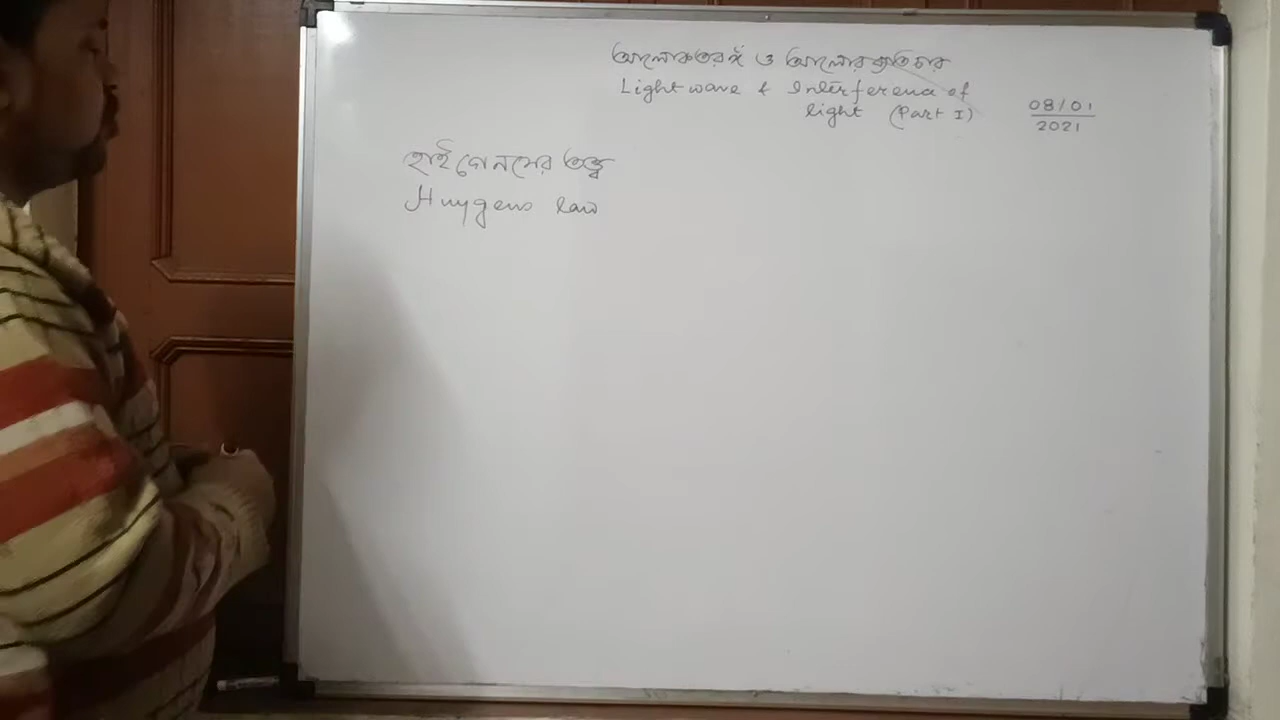 আলোকতরঙ্গ ও আলোর ব্যতিচার
Light wave & Interference of
light (Part I)
08/01
2021
হাইগেনসের তত্ত্ব
Huygens law